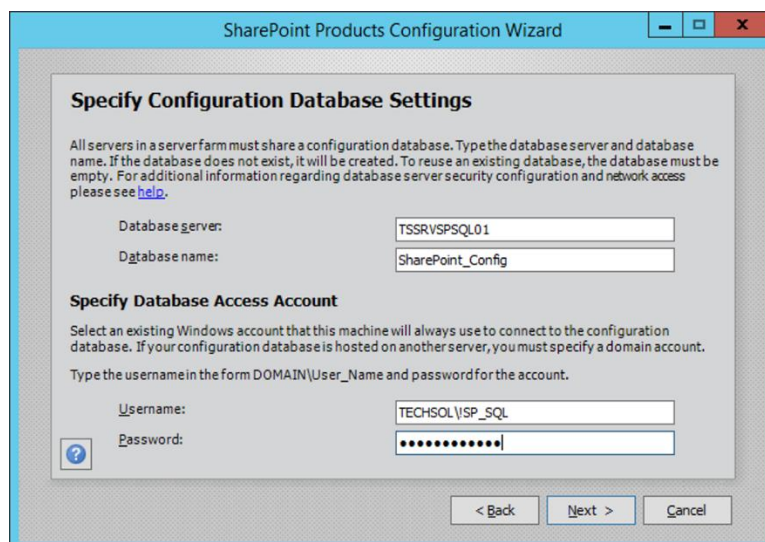 SharePoint Products Configuration Wizard
Specify Configuration Database Settings
All servers in a server farm must share a configuration database. Type the database server and database
name. If the database does not exist, it will be created. To reuse an existing database, the database must be
empty. For additional information regarding database server security configuration and network access
please see help.
Database server: TSSRVSPSQL01
Database name: SharePoint_Config
Specify Database Access Account
Select an existing Windows account that this machine will always use to connect to the configuration
database. If your configuration database is hosted on another server, you must specify a domain account.
Type the username in the form DOMAIN\User_Name and password for the account.
Username: TECHSOL\!SP_SQL
Password: ●●●●●●●●●●●●
?
< Back Next > Cancel